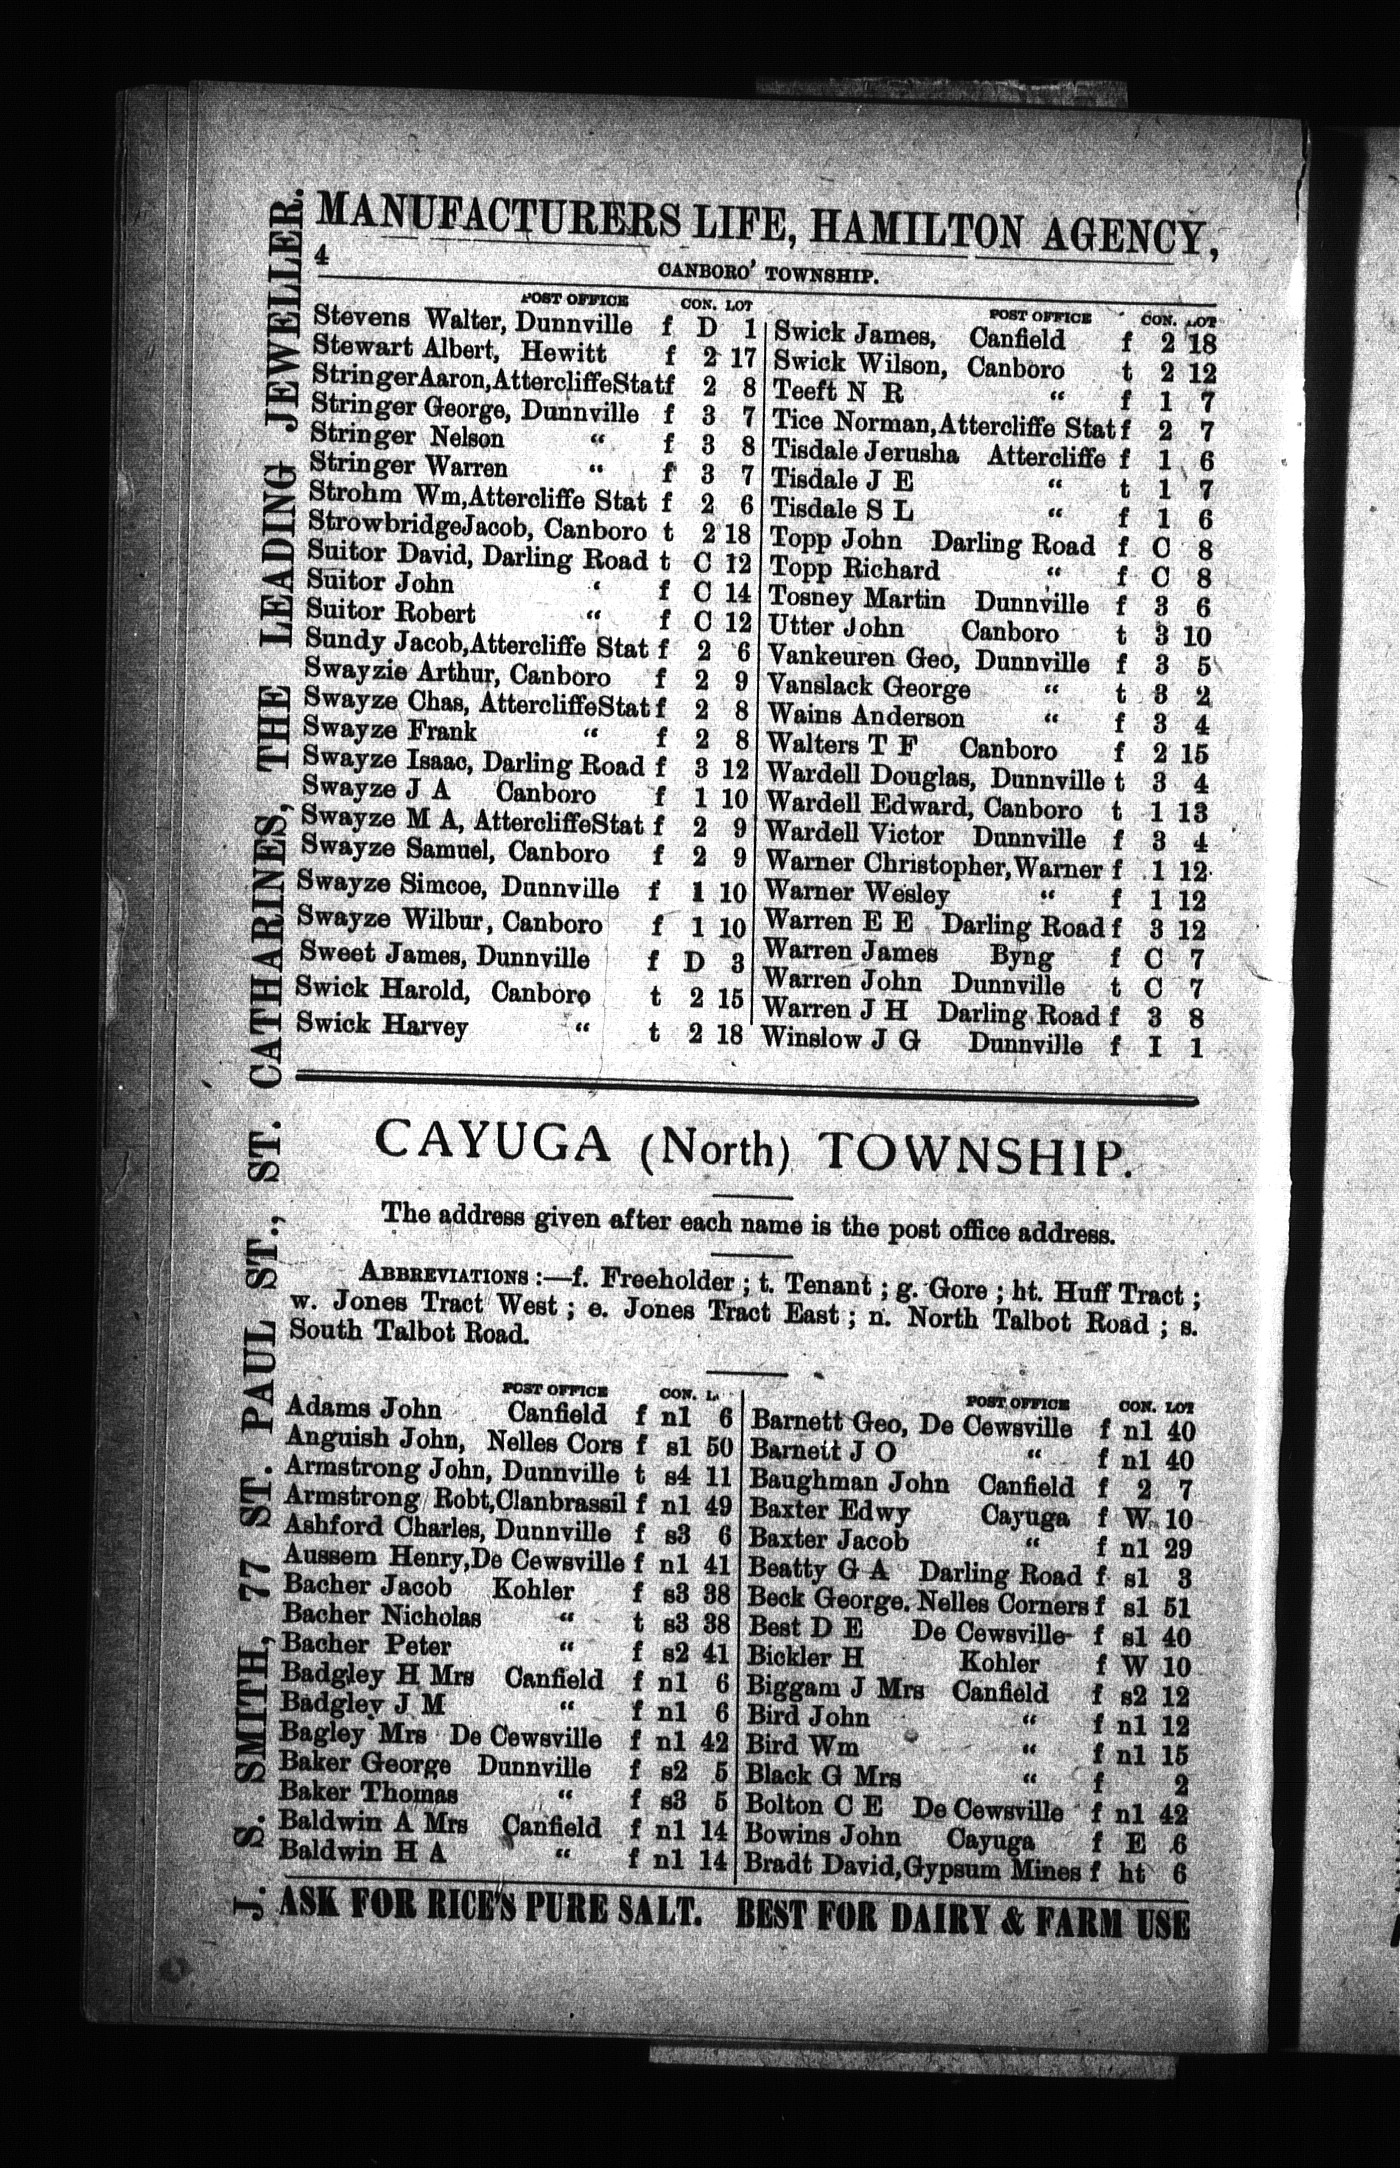 MANUFACTURERS LIFE, HAMILTON AGENCY,
4
CANBORO' TOWNSHIP.
POST OFFICE CON. LOT
Stevens Walter, Dunnville f D 1
Stewart Albert, Hewitt f 2 17
StringerAaron,AttercliffeStatf 2 8
Stringer George, Dunnville f 3 7
Stringer Nelson “ f 3 8
Stringer Warren “ f 3 7
Strohm Wm,Attercliffe Stat f 2 6
StrowbridgeJacob, Canboro t 2 18
Suitor David, Darling Road t C 12
Suitor John ‘ f C 14
Suitor Robert “ f C 12
Sundy Jacob,Attercliffe Stat f 2 6
Swayzie Arthur, Canboro f 2 9
Swayze Chas, AttercliffeStat f 2 8
Swayze Frank “ f 2 8
Swayze Isaac, Darling Road f 3 12
Swayze J A Canboro f 1 10
Swayze M A, AttercliffeStat f 2 9
Swayze Samuel, Canboro f 2 9
Swayze Simcoe, Dunnville f 1 10
Swayze Wilbur, Canboro f 1 10
Sweet James, Dunnville f D 3
Swick Harold, Canboro t 2 15
Swick Harvey “ t 2 18
POST OFFICE CON. LOT
Swick James, Canfield f 2 18
Swick Wilson, Canboro t 2 12
Teeft N R “ f 1 7
Tice Norman,Attercliffe Stat f 2 7
Tisdale Jerusha Attercliffe f 1 6
Tisdale J E “ t 1 7
Tisdale S L “ f 1 6
Topp John Darling Road f C 8
Topp Richard “ f C 8
Tosney Martin Dunnville f 3 6
Utter John Canboro t 3 10
Vankeuren Geo, Dunnville f 3 5
Vanslack George “ t 3 2
Wains Anderson “ f 3 4
Walters T F Canboro f 2 15
Wardell Douglas, Dunnville t 3 4
Wardell Edward, Canboro t 1 13
Wardell Victor Dunnville f 3 4
Warner Christopher,Warner f 1 12
Warner Wesley “ f 1 12
Warren E E Darling Road f 3 12
Warren James Byng f C 7
Warren John Dunnville t C 7
Warren J H Darling Road f 3 8
Winslow J G Dunnville f I 1
CAYUGA (North) TOWNSHIP.
The address given after each name is the post office address.
ABBREVIATIONS :—f. Freeholder ; t. Tenant ; g. Gore ; ht. Huff Tract ;
w. Jones Tract West ; e. Jones Tract East ; n. North Talbot Road ; s.
South Talbot Road.
POST OFFICE CON. L
Adams John Canfield f n1 6
Anguish John, Nelles Cors f s1 50
Armstrong John, Dunnville t s4 11
Armstrong Robt,Clanbrassil f n1 49
Ashford Charles, Dunnville f s3 6
Aussem Henry,De Cewsville f n1 41
Bacher Jacob Kohler f s3 38
Bacher Nicholas “ t s3 38
Bacher Peter “ f s2 41
Badgley H Mrs Canfield f n1 6
Badgley J M “ f n1 6
Bagley Mrs De Cewsville f n1 42
Baker George Dunnville f s2 5
Baker Thomas “ f s3 5
Baldwin A Mrs Canfield f n1 14
Baldwin H A “ f n1 14
POST OFFICE CON. LOT
Barnett Geo, De Cewsville f n1 40
Barnett J O “ f n1 40
Baughman John Canfield f 2 7
Baxter Edwy Cayuga f W 10
Baxter Jacob “ f n1 29
Beatty G A Darling Road f s1 3
Beck George. Nelles Corners f s1 51
Best D E De Cewsville f s1 40
Bickler H Kohler f W 10
Biggam J Mrs Canfield f s2 12
Bird John “ f n1 12
Bird Wm “ f n1 15
Black G Mrs “ f 2
Bolton C E De Cewsville f n1 42
Bowins John Cayuga f E 6
Bradt David,Gypsum Mines f ht 6
ASK FOR RICE'S PURE SALT. BEST FOR DAIRY & FARM USE
J. S. SMITH, 77 ST. PAUL ST., ST. CATHARINES, THE LEADING JEWELLER.